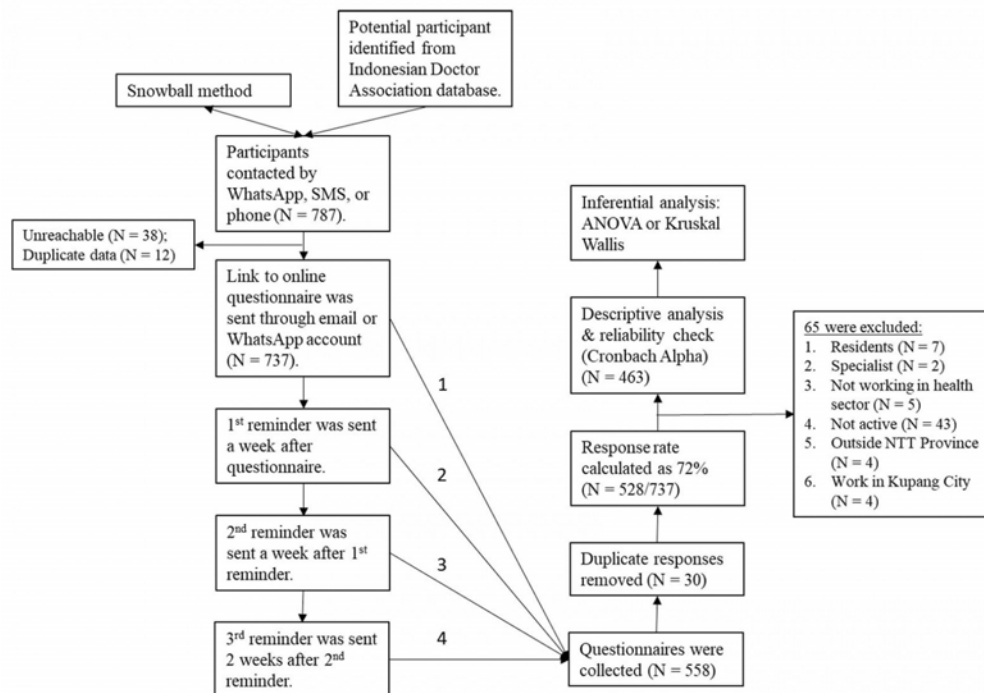 Potential participant
identified from
Indonesian Doctor
Association database.
Snowball method
Participants
contacted by
WhatsApp, SMS, or
phone (N = 787).
Unreachable (N = 38);
Duplicate data (N = 12)
Link to online
questionnaire was
sent through email or
WhatsApp account
(N = 737).
1st reminder was sent
a week after
questionnaire.
2nd reminder was
sent a week after 1st
reminder.
3rd reminder was sent
2 weeks after 2nd
reminder.
1
2
3
4
Questionnaires were
collected (N = 558)
Duplicate responses
removed (N = 30)
Response rate
calculated as 72%
(N = 528/737)
65 were excluded:
1. Residents (N = 7)
2. Specialist (N = 2)
3. Not working in health
sector (N = 5)
4. Not active (N = 43)
5. Outside NTT Province
(N = 4)
6. Work in Kupang City
(N = 4)
Descriptive analysis
& reliability check
(Cronbach Alpha)
N = 463)
Inferential analysis:
ANOVA or Kruskal
Wallis